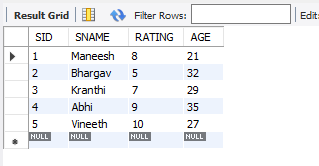 Result Grid Filter Rows: Edit:
SID SNAME RATING AGE
1 Maneesh 8 21
2 Bhargav 5 32
3 Kranthi 7 29
4 Abhi 9 35
5 Vineeth 10 27
NULL NULL NULL NULL